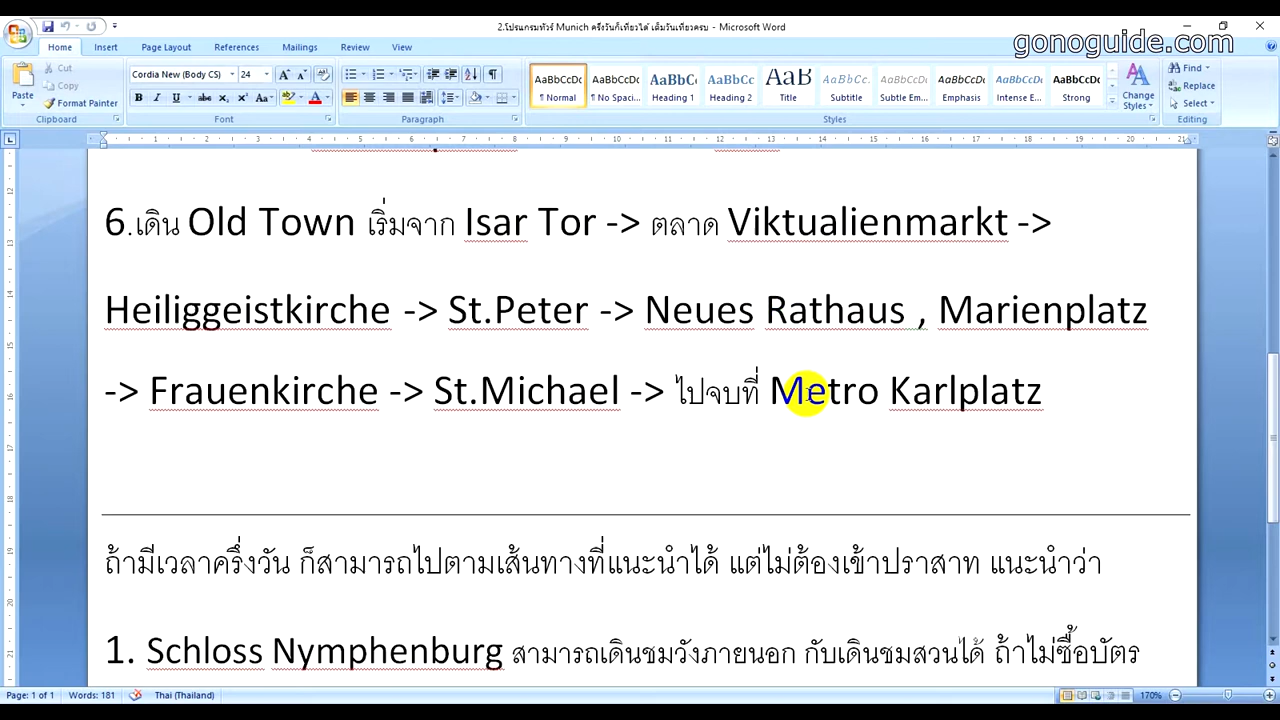 2.โปรแกรมทัวร์ Munich ครึ่งวันก็เที่ยวได้ เต็มวันเที่ยวครบ - Microsoft Word
gonoguide.com
Home Insert Page Layout References Mailings Review View
Paste Cut Copy Format Painter
Cordia New (Body CS) 24
AaBbCcDc AaBbCcDc AaBbC AaBbCc AaB AaBbCc AaBbCcDc AaBbCcDc AaBbCcDc AaBbCcDc
¶ Normal ¶ No Spaci... Heading 1 Heading 2 Title Subtitle Subtle Em... Emphasis Intense E... Strong
Change Styles
Find Replace Select
Clipboard Font Paragraph Styles Editing
6.เดิน Old Town เริ่มจาก Isar Tor -> ตลาด Viktualienmarkt ->
Heiliggeistkirche -> St.Peter -> Neues Rathaus , Marienplatz
-> Frauenkirche -> St.Michael -> ไปจบที่ Metro Karlplatz
ถ้ามีเวลาครึ่งวัน ก็สามารถไปตามเส้นทางที่แนะนำได้ แต่ไม่ต้องเข้าปราสาท แนะนำว่า
1. Schloss Nymphenburg สามารถเดินชมวังภายนอก กับเดินชมสวนได้ ถ้าไม่ซื้อบัตร
Page: 1 of 1 Words: 181 Thai (Thailand) 170%